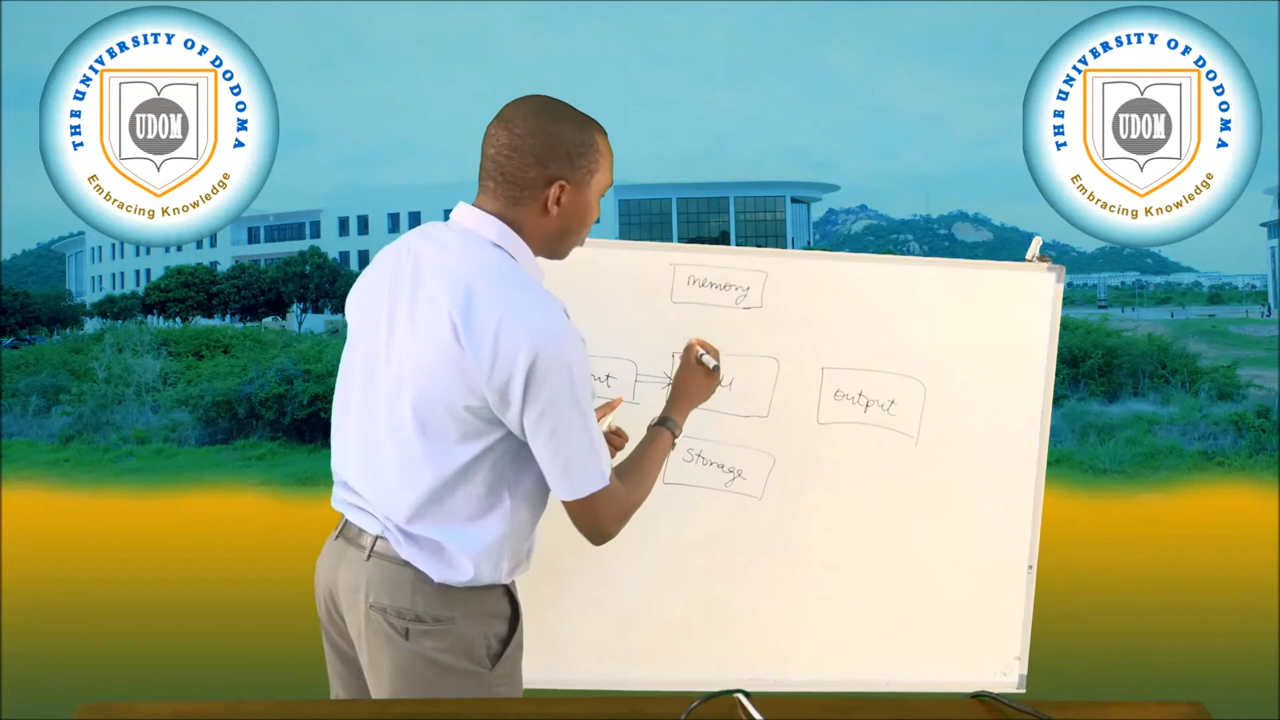 THE UNIVERSITY OF DODOMA
UDOM
Embracing Knowledge
THE UNIVERSITY OF DODOMA
UDOM
Embracing Knowledge
memory
output
Storage